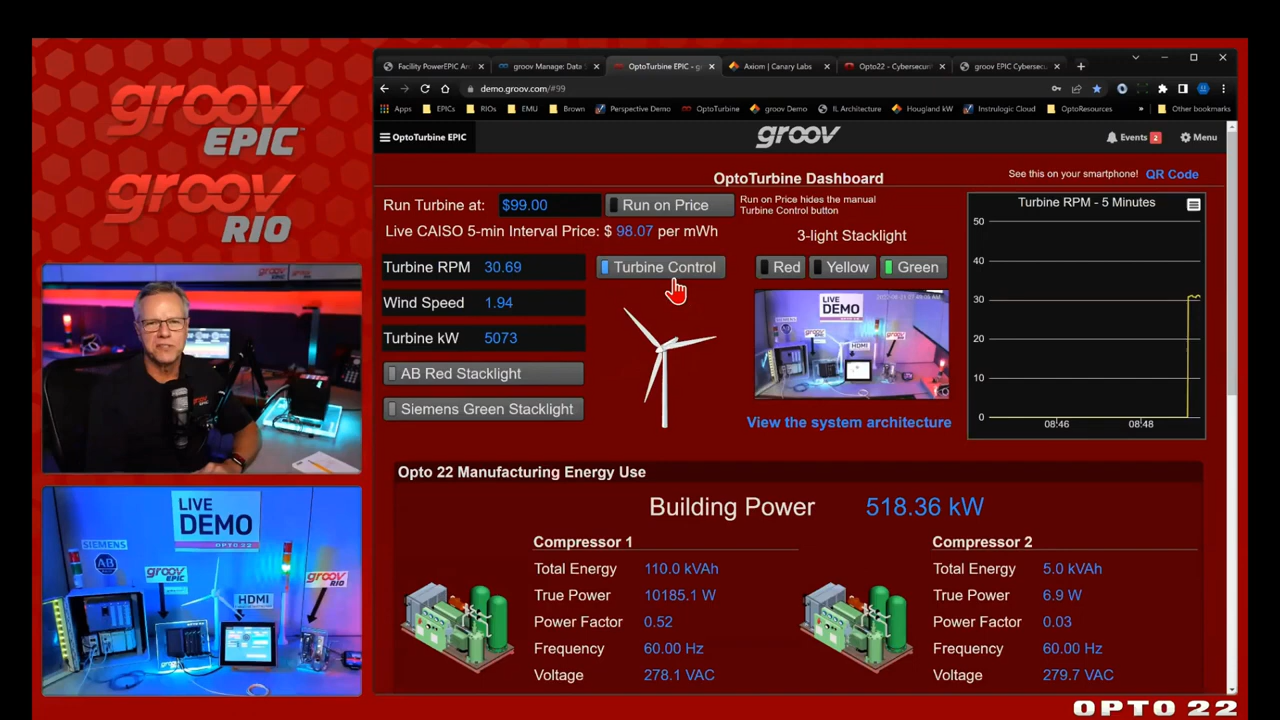 groov
EPIC™
groov
RIO
LIVE
DEMO
OPTO 22
SIEMENS
AB
groov
EPIC
HDMI
groov
RIO
Facility PowerEPIC Arc
groov Manage: Data S
OptoTurbine EPIC - g
Axiom | Canary Labs
Opto22 - Cybersecurit
groov EPIC Cybersecu
demo.groov.com/#99
Apps EPICs RIOs EMU Brown Perspective Demo OptoTurbine groov Demo IL Architecture Hougland kW Instrulogic Cloud OptoResources » Other bookmarks
OptoTurbine EPIC
groov
Events 2
Menu
OptoTurbine Dashboard
See this on your smartphone! QR Code
Run Turbine at: $99.00 Run on Price
Run on Price hides the manual
Turbine Control button
Live CAISO 5-min Interval Price: $ 98.07 per mWh
3-light Stacklight
Turbine RPM 30.69 Turbine Control
Red Yellow Green
Wind Speed 1.94
Turbine kW 5073
AB Red Stacklight
Siemens Green Stacklight
LIVE
DEMO
groov
HDMI
View the system architecture
Turbine RPM - 5 Minutes
50
40
30
20
10
0
08:46 08:48
Opto 22 Manufacturing Energy Use
Building Power 518.36 kW
Compressor 1
Total Energy 110.0 kVAh
True Power 10185.1 W
Power Factor 0.52
Frequency 60.00 Hz
Voltage 278.1 VAC
Compressor 2
Total Energy 5.0 kVAh
True Power 6.9 W
Power Factor 0.03
Frequency 60.00 Hz
Voltage 279.7 VAC
OPTO 22